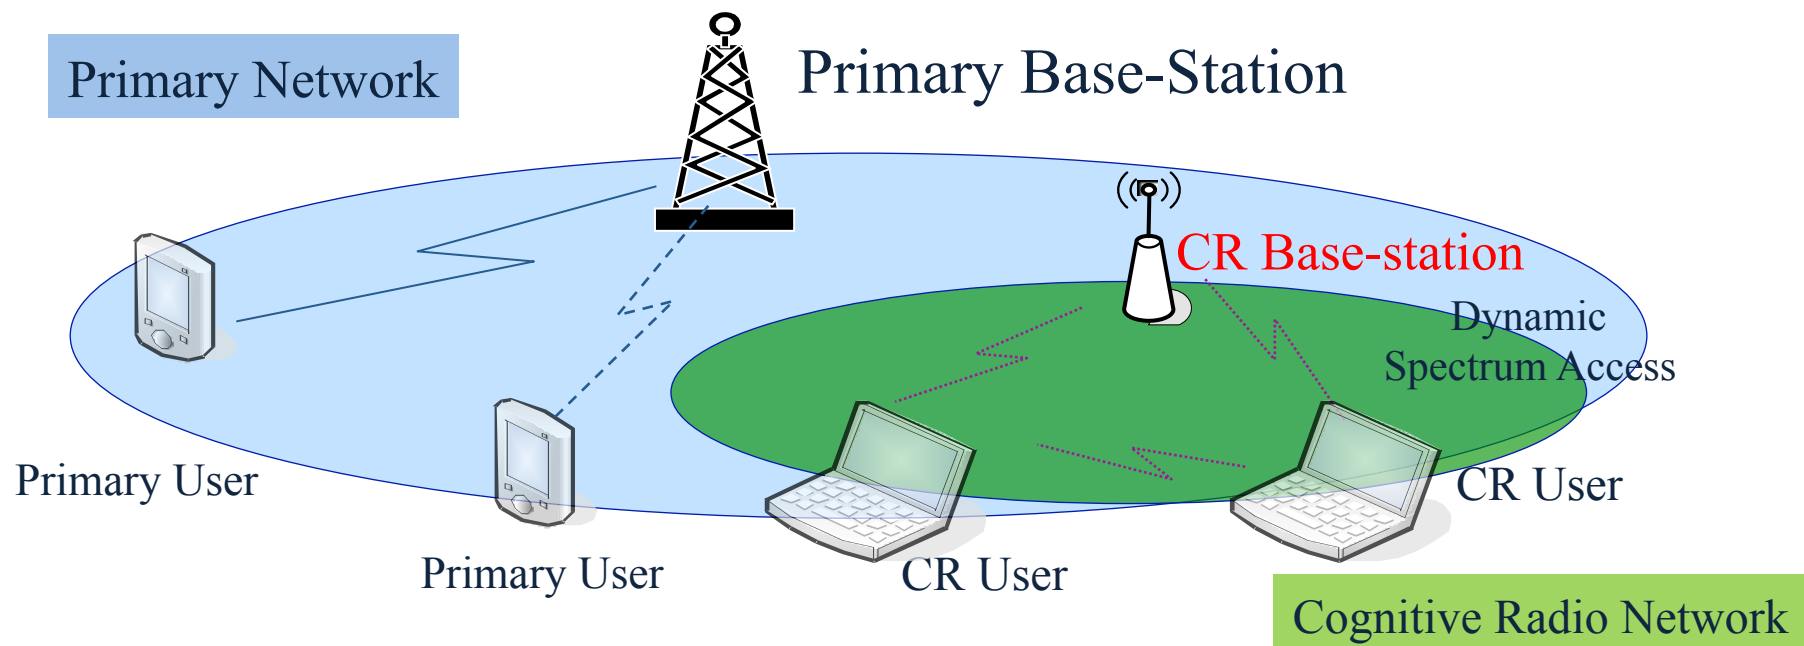 Primary Network
Primary Base-Station
CR Base-station
Dynamic
Spectrum Access
Primary User
CR User
Primary User
CR User
Cognitive Radio Network